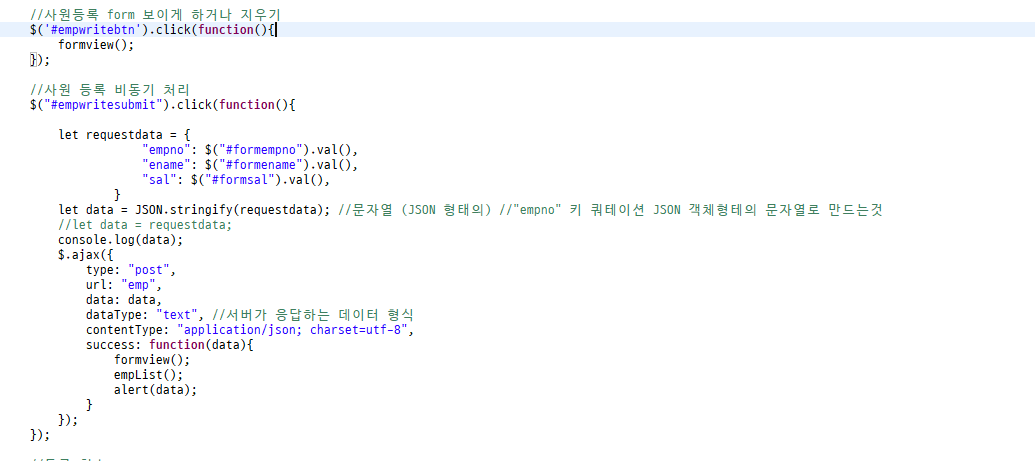 //사원등록 form 보이게 하거나 지우기
$('#empwritebtn').click(function(){
formview();
});
//사원 등록 비동기 처리
$("#empwritesubmit").click(function(){
let requestdata = {
"empno": $("#formempno").val(),
"ename": $("#formename").val(),
"sal": $("#formsal").val(),
}
let data = JSON.stringify(requestdata); //문자열 (JSON 형태의) //"empno" 키 쿼테이션 JSON 객체형테의 문자열로 만드는것
//let data = requestdata;
console.log(data);
$.ajax({
type: "post",
url: "emp",
data: data,
dataType: "text", //서버가 응답하는 데이터 형식
contentType: "application/json; charset=utf-8",
success: function(data){
formview();
empList();
alert(data);
}
});
});